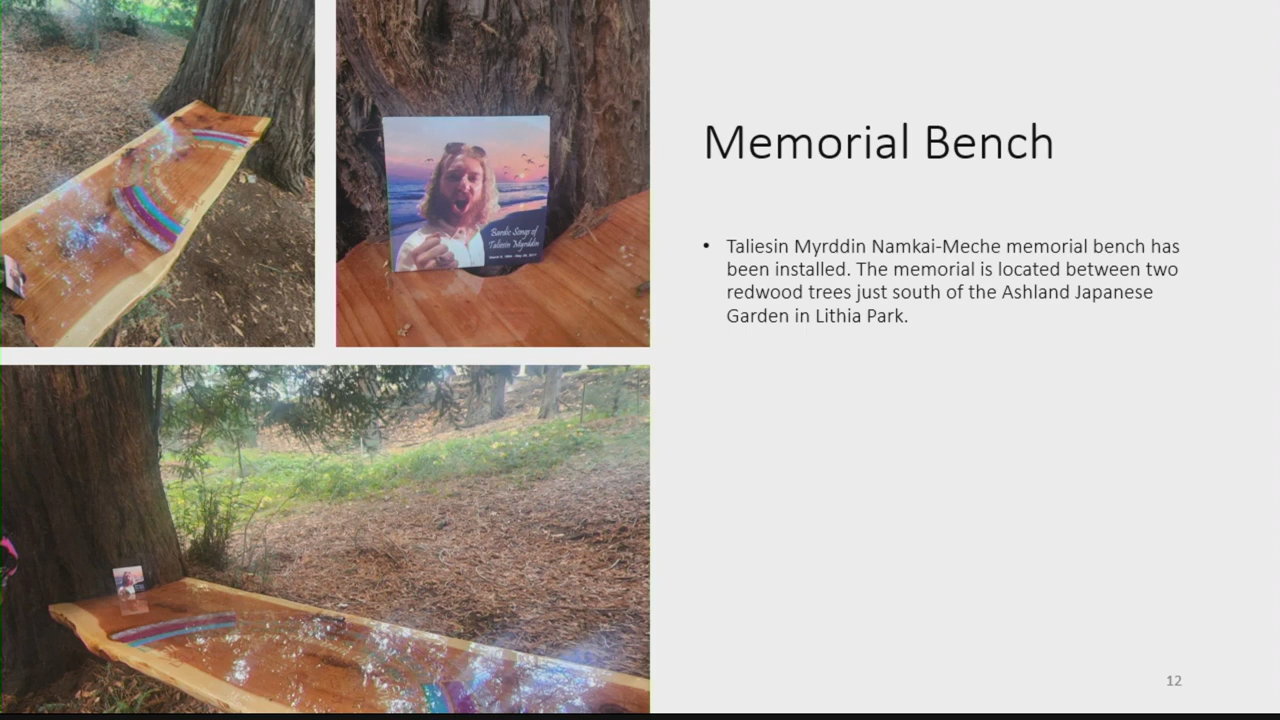 Bardic Songs of
Taliesin Myrddin
Memorial Bench
• Taliesin Myrddin Namkai-Meche memorial bench has
been installed. The memorial is located between two
redwood trees just south of the Ashland Japanese
Garden in Lithia Park.
12